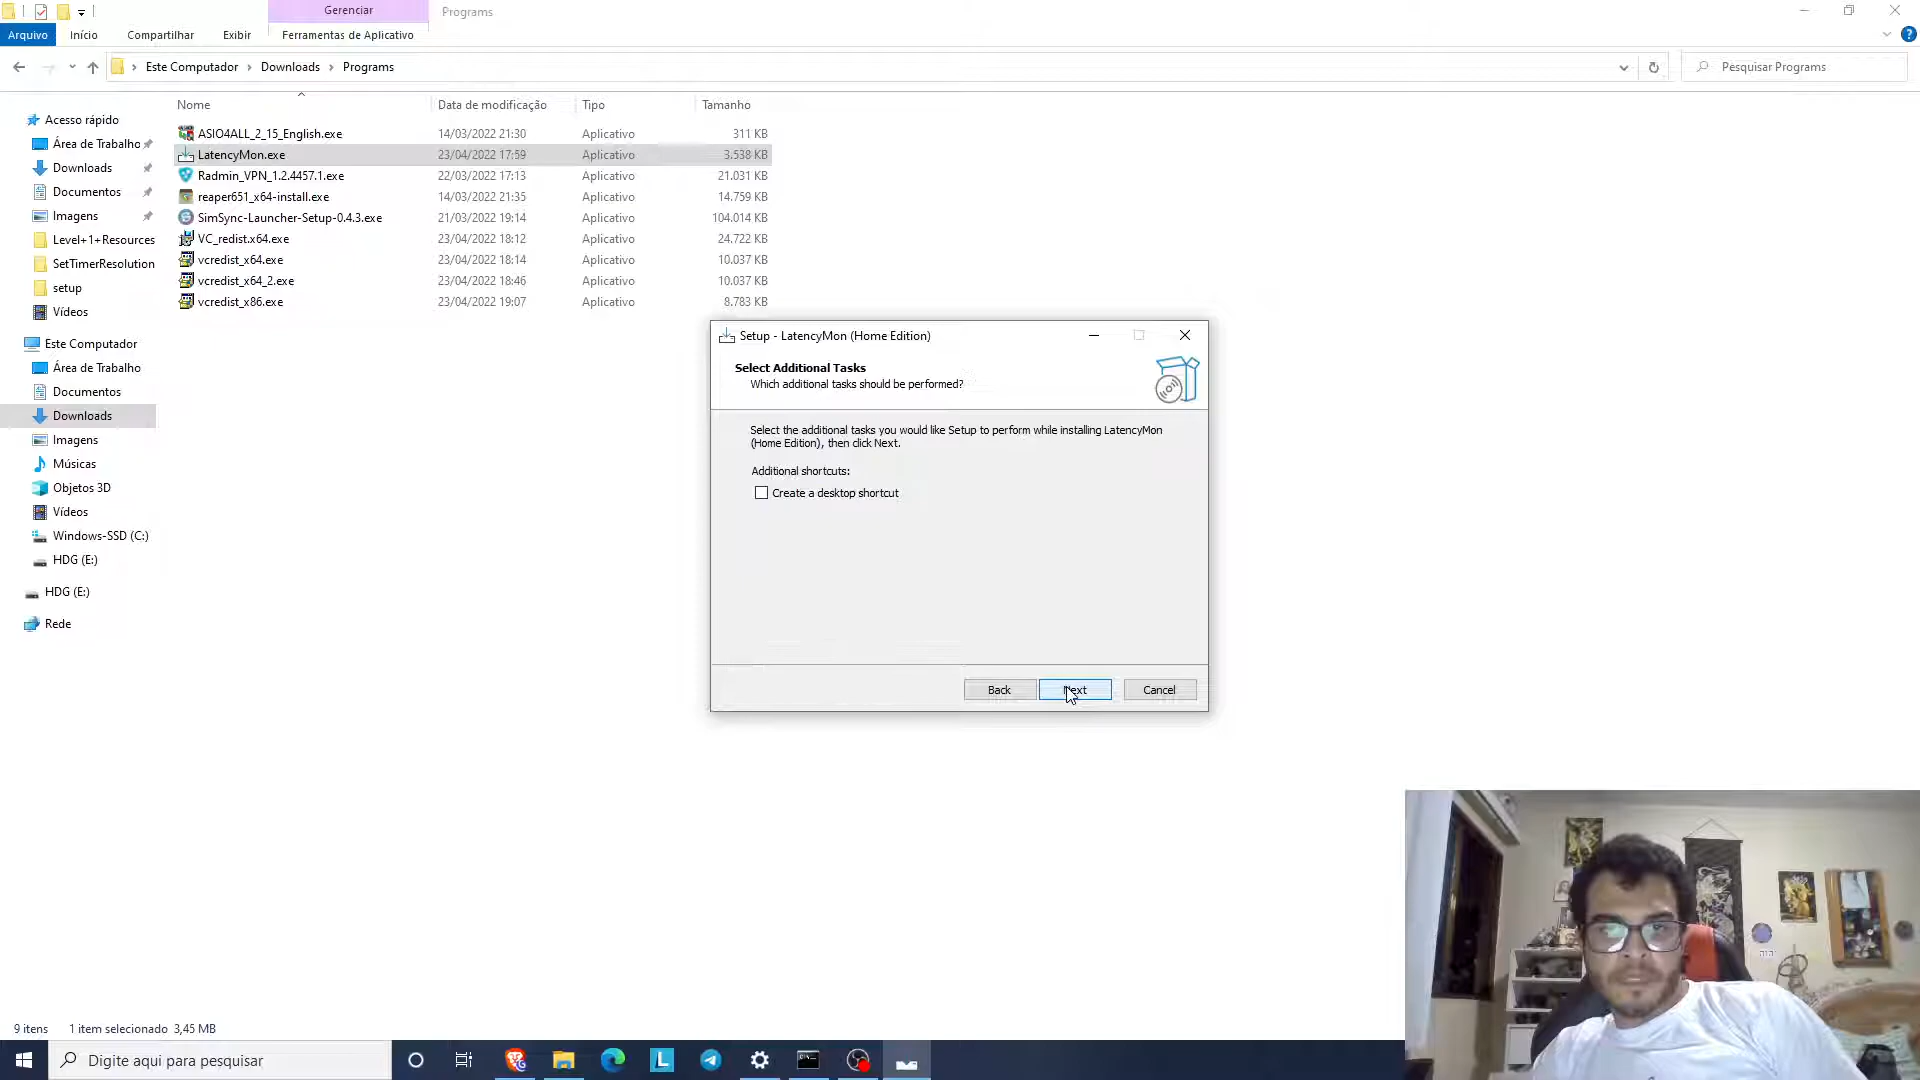 Gerenciar
Programs
Arquivo
Início
Compartilhar
Exibir
Ferramentas de Aplicativo
Este Computador
Downloads
Programs
Pesquisar Programs
Nome
Data de modificação
Tipo
Tamanho
ASIO4ALL_2_15_English.exe 14/03/2022 21:30 Aplicativo 311 KB
LatencyMon.exe 23/04/2022 17:59 Aplicativo 3.538 KB
Radmin_VPN_1.2.4457.1.exe 22/03/2022 17:13 Aplicativo 21.031 KB
reaper651_x64-install.exe 14/03/2022 21:35 Aplicativo 14.759 KB
SimSync-Launcher-Setup-0.4.3.exe 21/03/2022 19:14 Aplicativo 104.014 KB
VC_redist.x64.exe 23/04/2022 18:12 Aplicativo 24.722 KB
vcredist_x64.exe 23/04/2022 18:14 Aplicativo 10.037 KB
vcredist_x64_2.exe 23/04/2022 18:46 Aplicativo 10.037 KB
vcredist_x86.exe 23/04/2022 19:07 Aplicativo 8.783 KB
Acesso rápido
Área de Trabalho
Downloads
Documentos
Imagens
Level+1+Resources
SetTimerResolution
setup
Vídeos
Este Computador
Área de Trabalho
Documentos
Downloads
Imagens
Músicas
Objetos 3D
Vídeos
Windows-SSD (C:)
HDG (E:)
HDG (E:)
Rede
Setup - LatencyMon (Home Edition)
Select Additional Tasks
Which additional tasks should be performed?
Select the additional tasks you would like Setup to perform while installing LatencyMon
(Home Edition), then click Next.
Additional shortcuts:
Create a desktop shortcut
Back
Next
Cancel
9 itens
1 item selecionado 3,45 MB
Digite aqui para pesquisar
יהוה